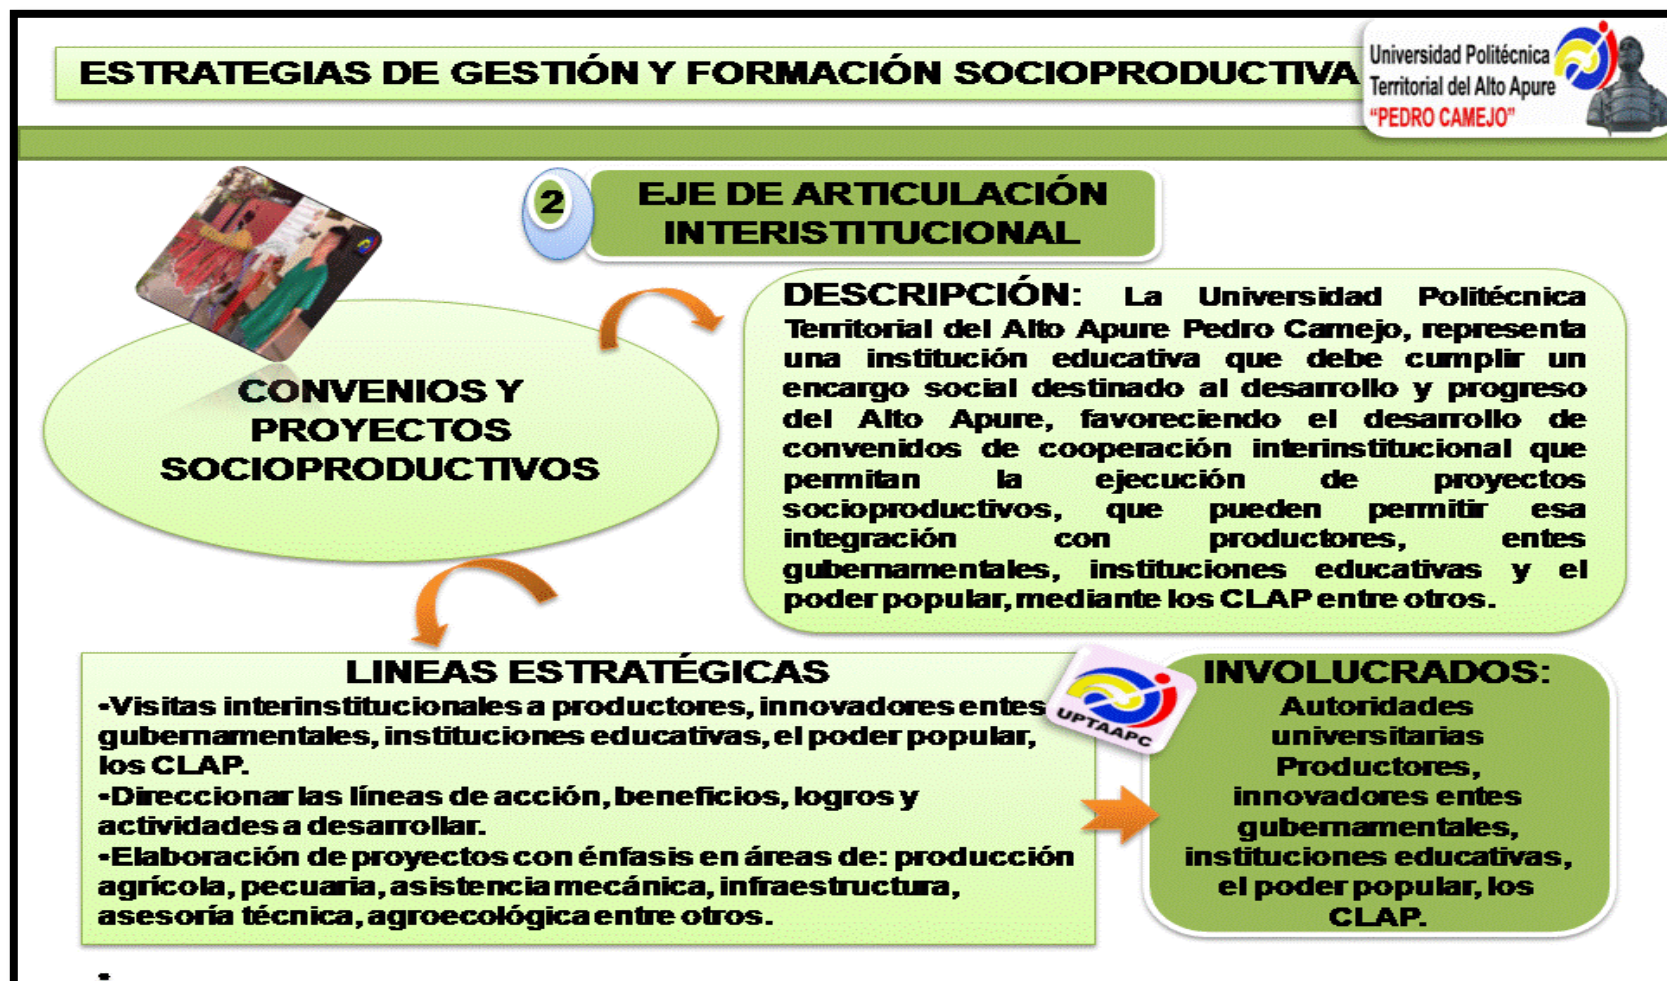 ESTRATEGIAS DE GESTIÓN Y FORMACIÓN SOCIOPRODUCTIVA
Universidad Politécnica
Territorial del Alto Apure
"PEDRO CAMEJO"
2
EJE DE ARTICULACIÓN
INTERISTITUCIONAL
CONVENIOS Y
PROYECTOS
SOCIOPRODUCTIVOS
DESCRIPCIÓN: La Universidad Politécnica
Territorial del Alto Apure Pedro Camejo, representa
una institución educativa que debe cumplir un
encargo social destinado al desarrollo y progreso
del Alto Apure, favoreciendo el desarrollo de
convenidos de cooperación interinstitucional que
permitan la ejecución de proyectos
socioproductivos, que pueden permitir esa
integración con productores, entes
gubernamentales, instituciones educativas y el
poder popular, mediante los CLAP entre otros.
LINEAS ESTRATÉGICAS
•Visitas interinstitucionales a productores, innovadores entes
gubernamentales, instituciones educativas, el poder popular,
los CLAP.
•Direccionar las líneas de acción, beneficios, logros y
actividades a desarrollar.
•Elaboración de proyectos con énfasis en áreas de: producción
agrícola, pecuaria, asistencia mecánica, infraestructura,
asesoría técnica, agroecológica entre otros.
•
UPTAAPC
INVOLUCRADOS:
Autoridades
universitarias
Productores,
innovadores entes
gubernamentales,
instituciones educativas,
el poder popular, los
CLAP.